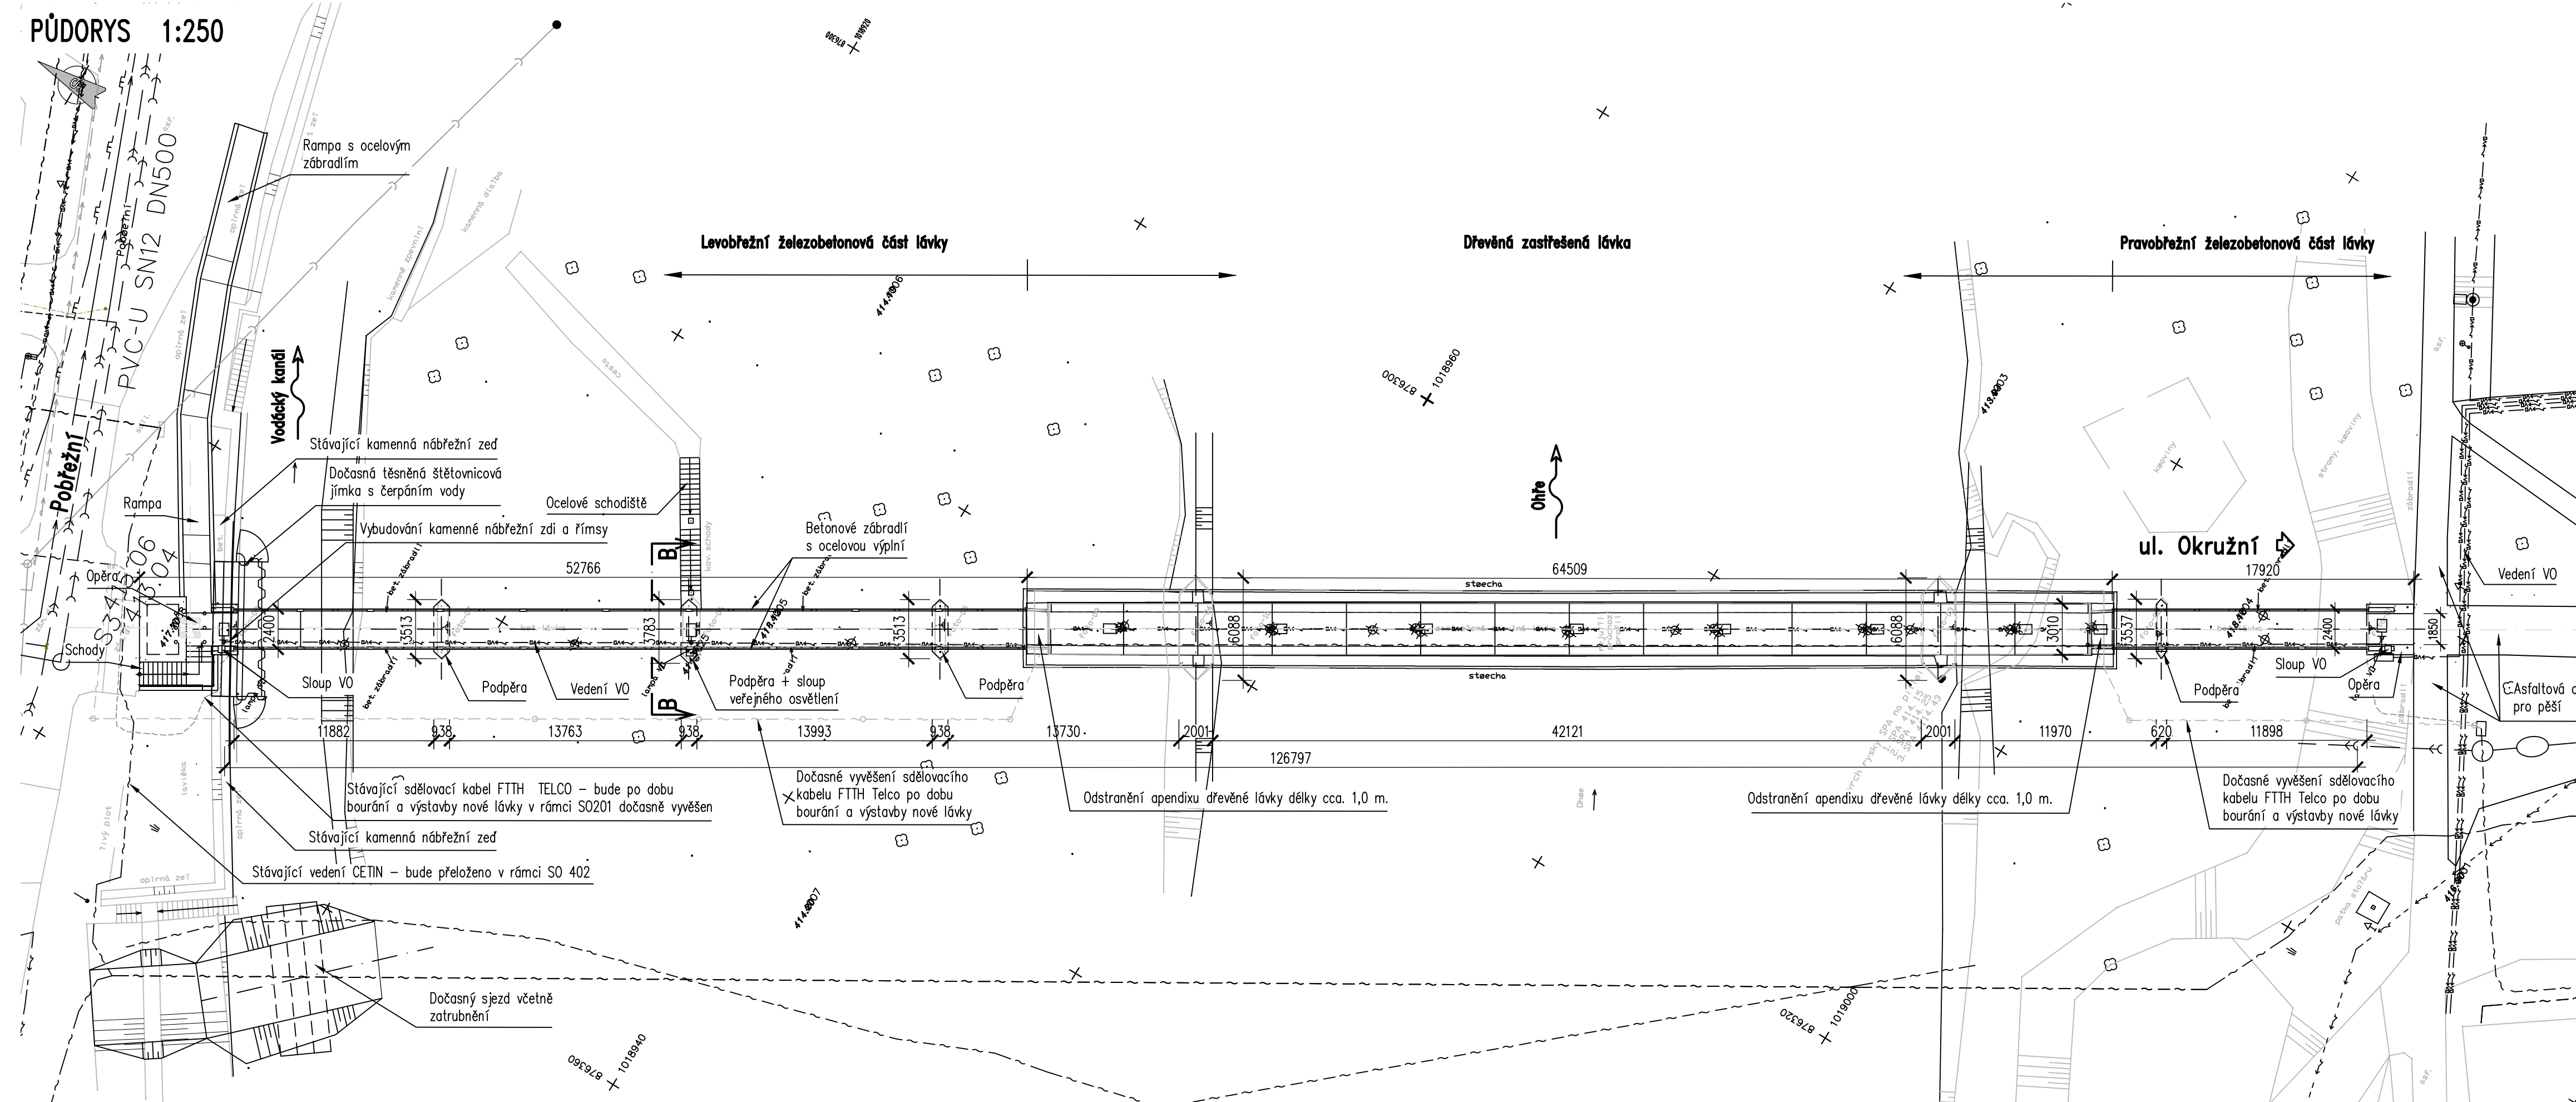 PŮDORYS 1:250
PVC-U SN12 DN500
Rampa s ocelovým
zábradlím
Levobřežní železobetonová část lávky
Dřevěná zastřešená lávka
Pravobřežní železobetonová část lávky
876300
1018960
Vodácký kanál
Pobřežní
Ohře
ul. Okružní
Stávající kamenná nábřežní zeď
Dočasná těsněná štětovnicová
jímka s čerpáním vody
Rampa
Vybudování kamenné nábřežní zdi a římsy
Ocelové schodiště
Betonové zábradlí
s ocelovou výplní
Opěra
Schody
Vedení VO
B
52766
64509
17920
střecha
2400
3513
3783
3513
6088
6088
3010
3537
2400
1850
Sloup VO
Podpěra
Vedení VO
Podpěra + sloup
veřejného osvětlení
Podpěra
B
střecha
Podpěra
Sloup VO
Opěra
pro pěší
11882
938
13763
938
13993
938
13730
2001
42121
2001
11970
620
11898
126797
Stávající sdělovací kabel FTTH TELCO – bude po dobu
bourání a výstavby nové lávky v rámci SO201 dočasně vyvěšen
Dočasné vyvěšení sdělovacího
kabelu FTTH Telco po dobu
bourání a výstavby nové lávky
Odstranění apendixu dřevěné lávky délky cca. 1,0 m.
Odstranění apendixu dřevěné lávky délky cca. 1,0 m.
Dočasné vyvěšení sdělovacího
kabelu FTTH Telco po dobu
bourání a výstavby nové lávky
Stávající kamenná nábřežní zeď
Stávající vedení CETIN – bude přeloženo v rámci SO 402
Dočasný sjezd včetně
zatrubnění
876360
1018940
876320
1019000